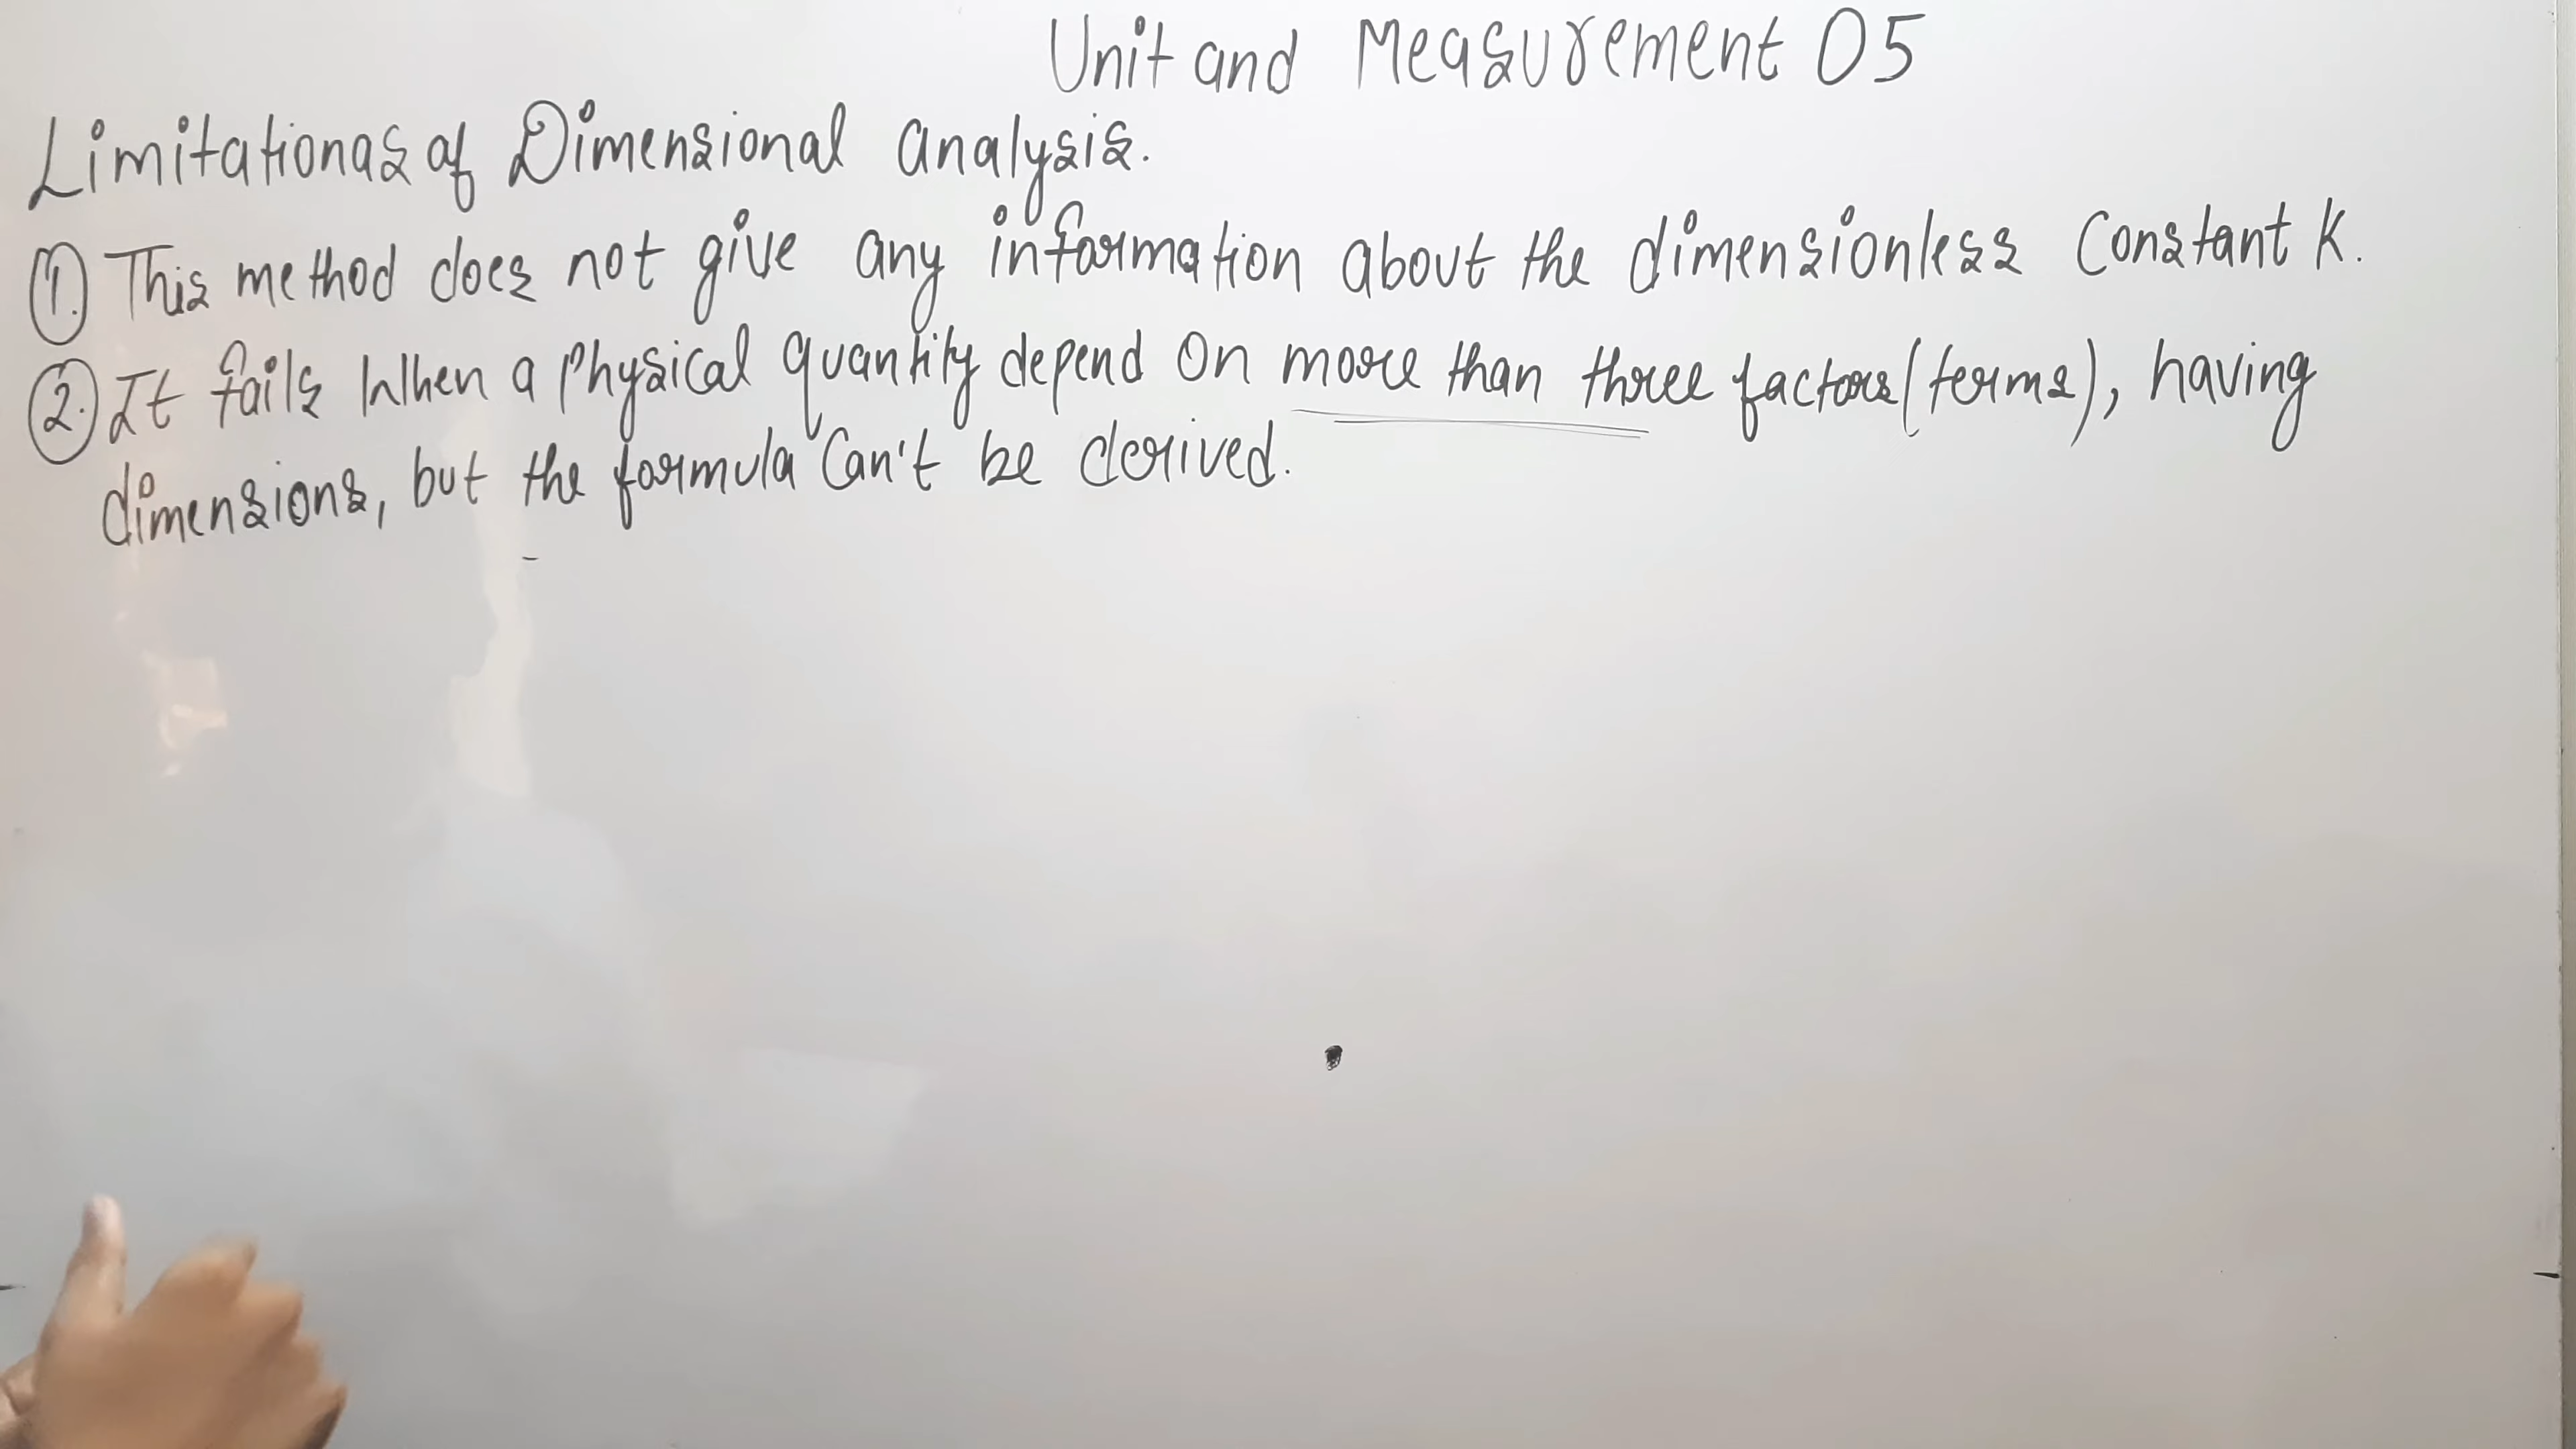 Unit and Measurement 05
Limitationas of Dimensional analysis.
1. This method does not give any information about the dimensionless Constant K.
2. It fails When a Physical quantity depend on more than three factors (terms), having
dimensions, but the formula Can't be derived.